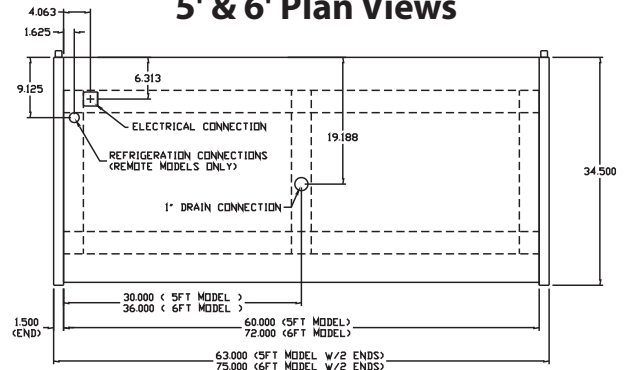 5' & 6' Plan Views
4.063
1.625
9.125
6.313
ELECTRICAL CONNECTION
REFRIGERATION CONNECTIONS
(REMOTE MODELS ONLY)
19.188
34.500
1" DRAIN CONNECTION
30.000 ( 5FT MODEL )
36.000 ( 6FT MODEL )
1.500
(END)
60.000 (5FT MODEL)
72.000 (6FT MODEL)
63.000 (5FT MODEL W/2 ENDS)
75.000 (6FT MODEL W/2 ENDS)